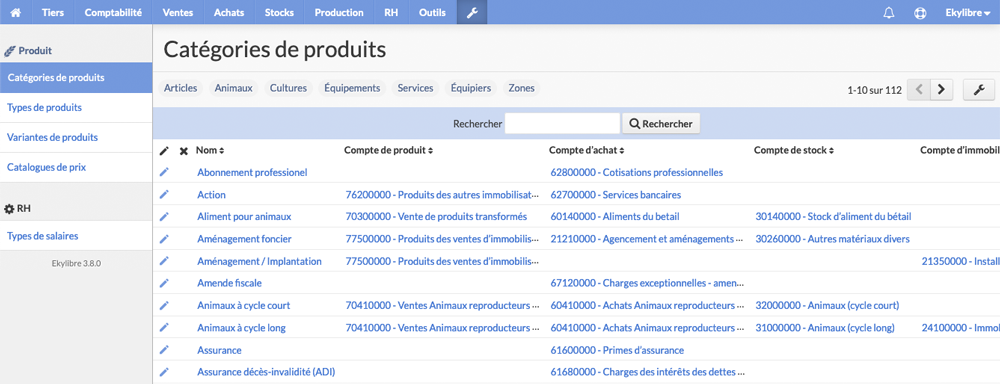 Tiers Comptabilité Ventes Achats Stocks Production RH Outils Ekylibre
Produit
Catégories de produits
Types de produits
Variantes de produits
Catalogues de prix
RH
Types de salaires
Ekylibre 3.8.0
Catégories de produits
Articles Animaux Cultures Équipements Services Équipiers Zones 1-10 sur 112
Rechercher Rechercher
Nom Compte de produit Compte d'achat Compte de stock Compte d'immobil
Abonnement professionel 62800000 - Cotisations professionnelles
Action 76200000 - Produits des autres immobilisat... 62700000 - Services bancaires
Aliment pour animaux 70300000 - Vente de produits transformés 60140000 - Aliments du betail 30140000 - Stock d'aliment du bétail
Aménagement foncier 77500000 - Produits des ventes d'immobilis... 21210000 - Agencement et aménagements ... 30260000 - Autres matériaux divers
Aménagement / Implantation 77500000 - Produits des ventes d'immobilis... 21350000 - Install
Amende fiscale 67120000 - Charges exceptionnelles - amen...
Animaux à cycle court 70410000 - Ventes Animaux reproducteurs ... 60410000 - Achats Animaux reproducteurs ... 32000000 - Animaux (cycle court)
Animaux à cycle long 70410000 - Ventes Animaux reproducteurs ... 60410000 - Achats Animaux reproducteurs ... 31000000 - Animaux (cycle long) 24100000 - Immol
Assurance 61600000 - Primes d'assurance
Assurance décès-invalidité (ADI) 61680000 - Charges des intérêts des dettes ...